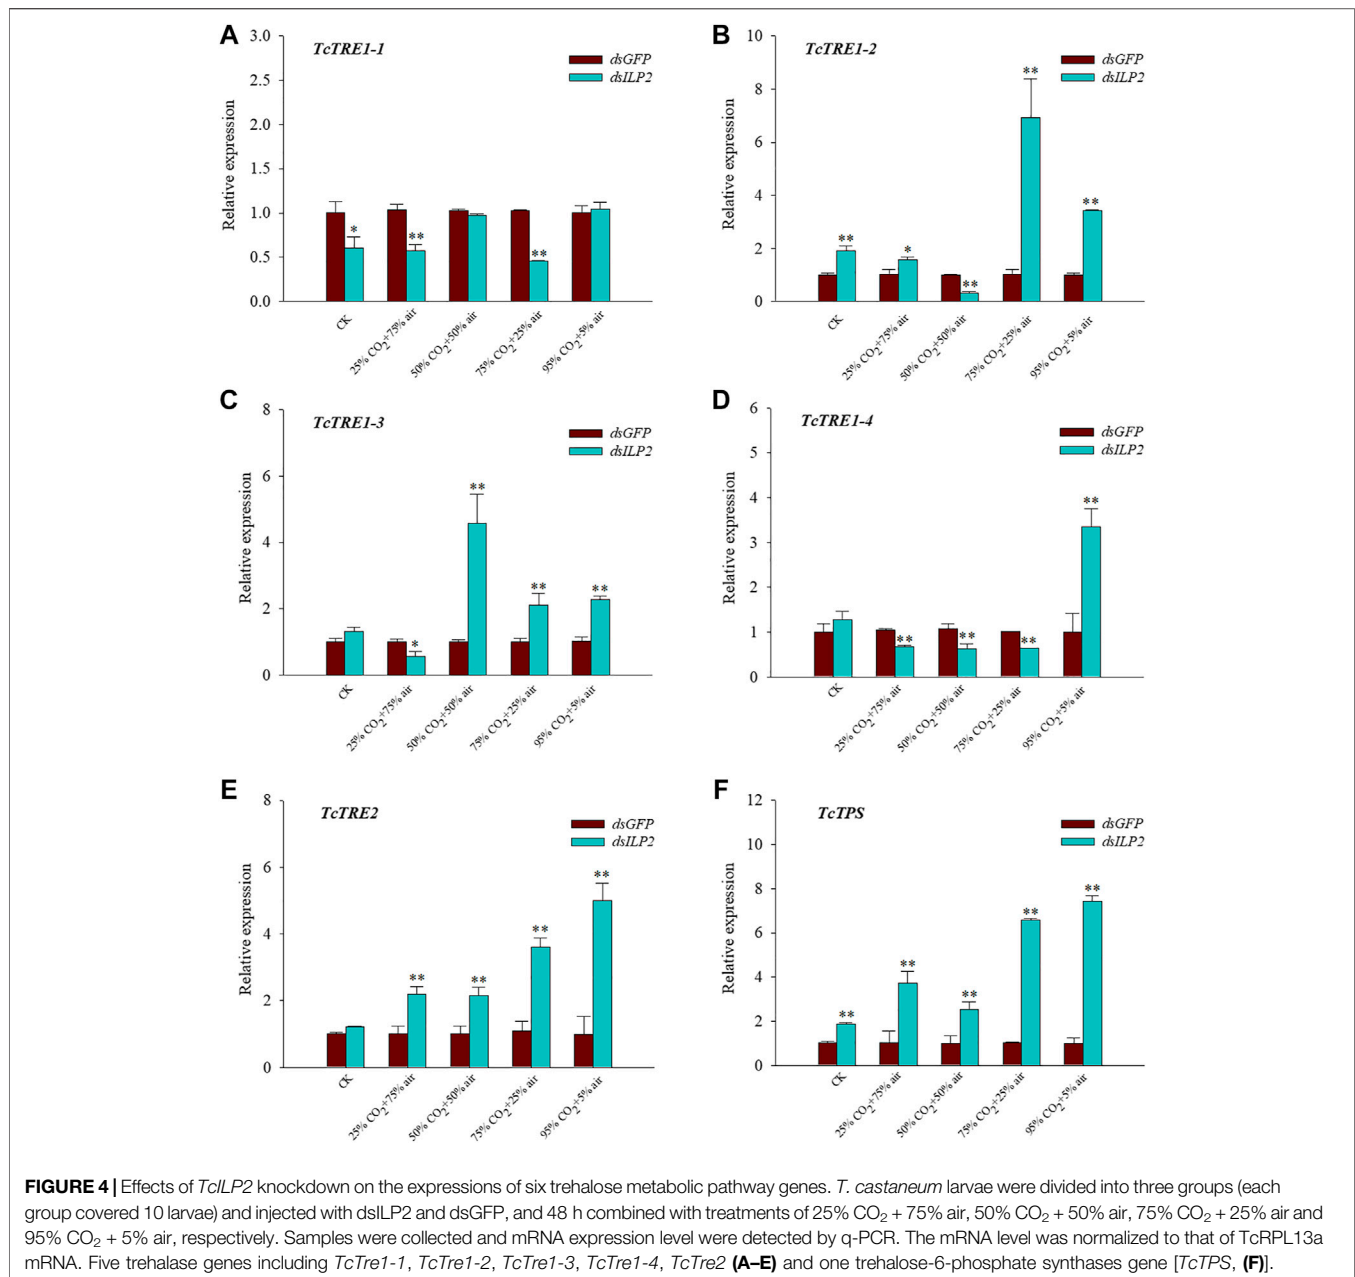 A
TcTRE1-1
dsGFP
dsILP2
Relative expression
3.0
2.5
2.0
1.5
1.0
0.5
0.0
*
**
**
CK
25% CO₂+75% air
50% CO₂+50% air
75% CO₂+25% air
95% CO₂+5% air
B
TcTRE1-2
dsGFP
dsILP2
Relative expression
10
8
6
4
2
0
**
*
**
**
**
CK
25% CO₂+75% air
50% CO₂+50% air
75% CO₂+25% air
95% CO₂+5% air
C
TcTRE1-3
dsGFP
dsILP2
Relative expression
8
6
4
2
0
*
**
**
**
CK
25% CO₂+75% air
50% CO₂+50% air
75% CO₂+25% air
95% CO₂+5% air
D
TcTRE1-4
dsGFP
dsILP2
Relative expression
6
5
4
3
2
1
0
**
**
**
**
CK
25% CO₂+75% air
50% CO₂+50% air
75% CO₂+25% air
95% CO₂+5% air
E
TcTRE2
dsGFP
dsILP2
Relative expression
8
6
4
2
0
**
**
**
**
CK
25% CO₂+75% air
50% CO₂+50% air
75% CO₂+25% air
95% CO₂+5% air
F
TcTPS
dsGFP
dsILP2
Relative expression
12
10
8
6
4
2
0
**
**
**
**
**
CK
25% CO₂+75% air
50% CO₂+50% air
75% CO₂+25% air
95% CO₂+5% air
FIGURE 4 | Effects of TcILP2 knockdown on the expressions of six trehalose metabolic pathway genes. T. castaneum larvae were divided into three groups (each
group covered 10 larvae) and injected with dsILP2 and dsGFP, and 48 h combined with treatments of 25% CO₂ + 75% air, 50% CO₂ + 50% air, 75% CO₂ + 25% air and
95% CO₂ + 5% air, respectively. Samples were collected and mRNA expression level were detected by q-PCR. The mRNA level was normalized to that of TcRPL13a
mRNA. Five trehalase genes including TcTre1-1, TcTre1-2, TcTre1-3, TcTre1-4, TcTre2 (A–E) and one trehalose-6-phosphate synthases gene [TcTPS, (F)].